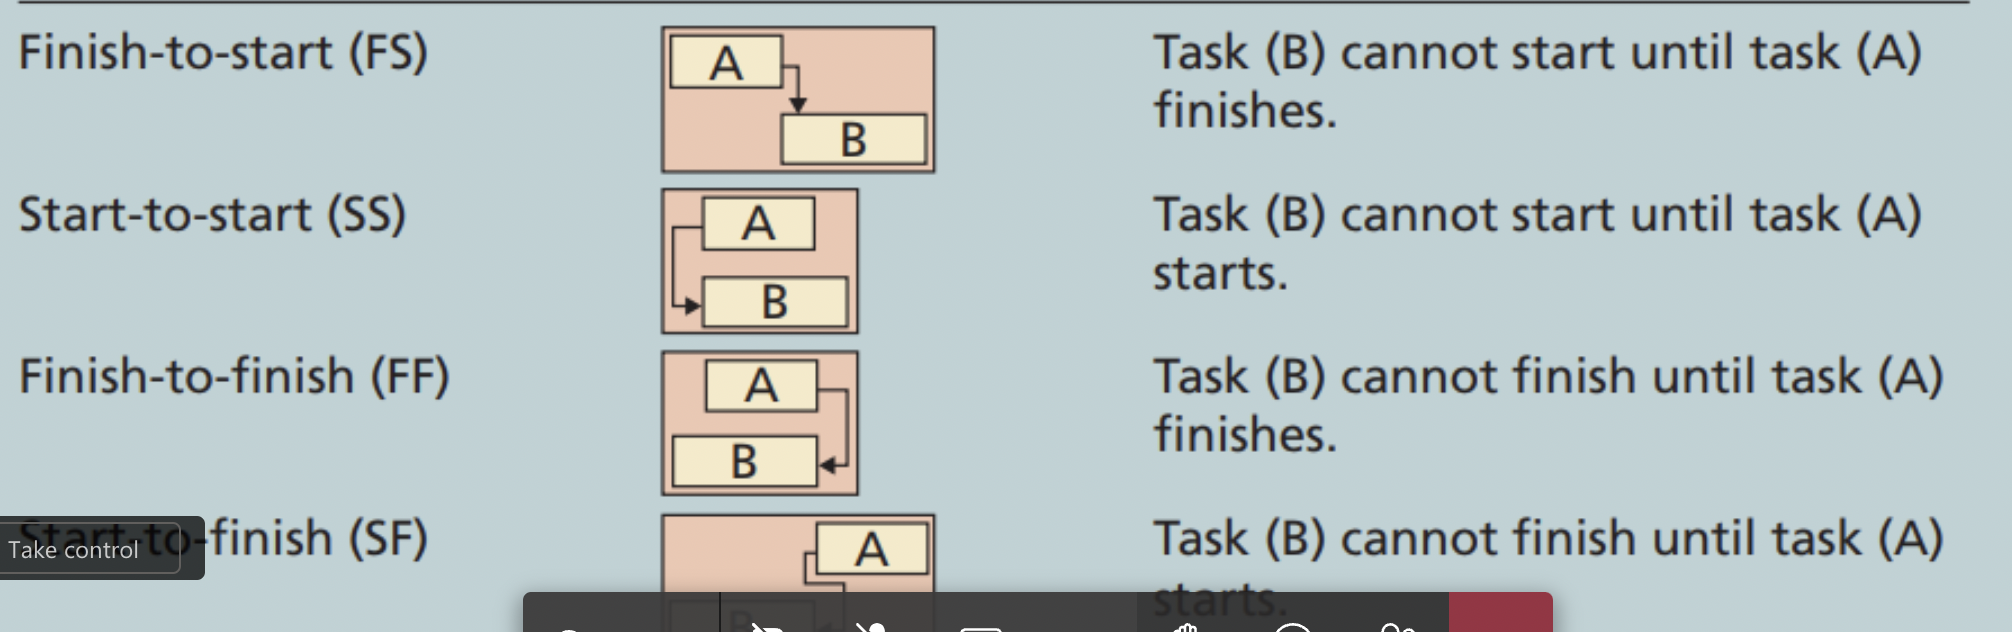 Finish-to-start (FS)
A
B
Task (B) cannot start until task (A)
finishes.
Start-to-start (SS)
A
B
Task (B) cannot start until task (A)
starts.
Finish-to-finish (FF)
A
B
Task (B) cannot finish until task (A)
finishes.
Start-to-finish (SF)
Take control
A
B
Task (B) cannot finish until task (A)
starts.